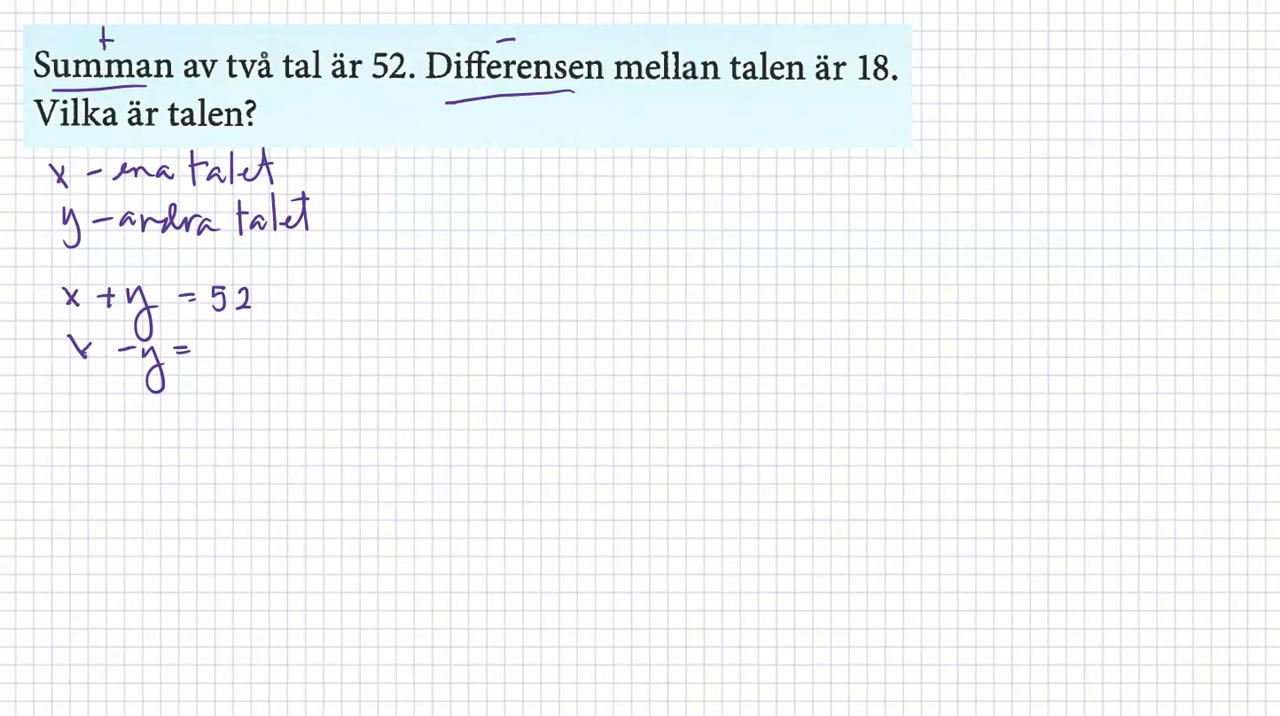 + −
Summan av två tal är 52. Differensen mellan talen är 18.
Vilka är talen?
x – ena talet
y – andra talet
x + y = 52
x - y =